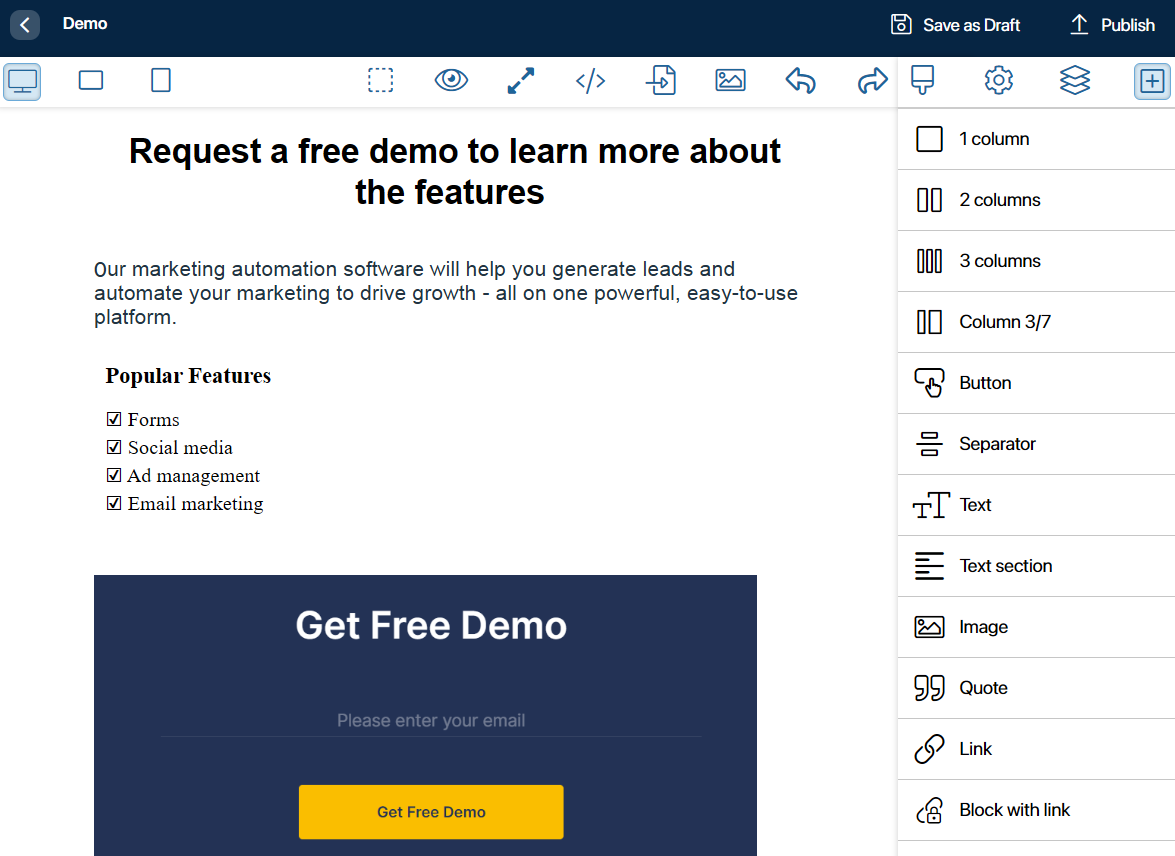 Demo
Save as Draft
Publish
Request a free demo to learn more about
the features
Our marketing automation software will help you generate leads and
automate your marketing to drive growth - all on one powerful, easy-to-use
platform.
Popular Features
☑ Forms
☑ Social media
☑ Ad management
☑ Email marketing
Get Free Demo
Please enter your email
Get Free Demo
1 column
2 columns
3 columns
Column 3/7
Button
Separator
Text
Text section
Image
Quote
Link
Block with link